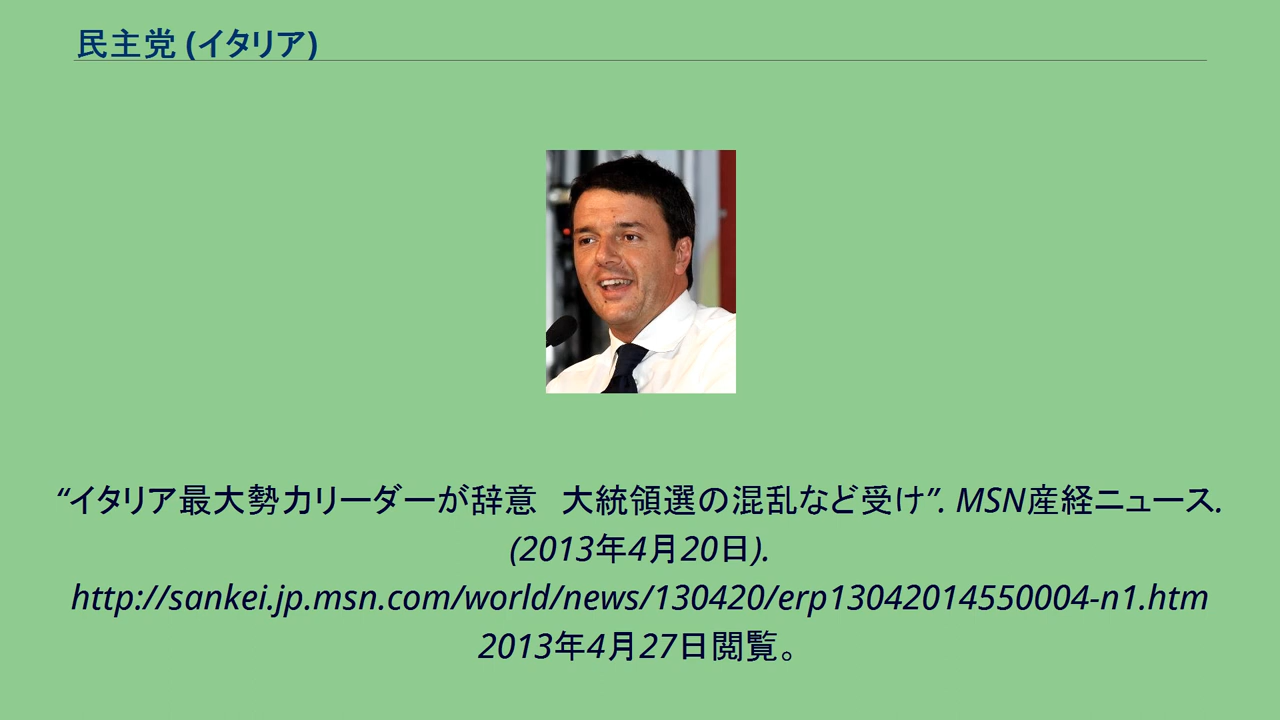 民主党 (イタリア)
“イタリア最大勢力リーダーが辞意　大統領選の混乱など受け”. MSN産経ニュース.
(2013年4月20日).
http://sankei.jp.msn.com/world/news/130420/erp13042014550004-n1.htm
2013年4月27日閲覧。